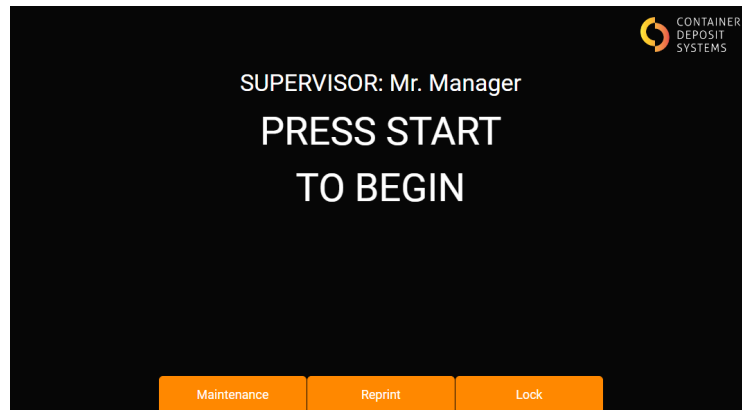 CONTAINER
DEPOSIT
SYSTEMS
SUPERVISOR: Mr. Manager
PRESS START
TO BEGIN
Maintenance
Reprint
Lock